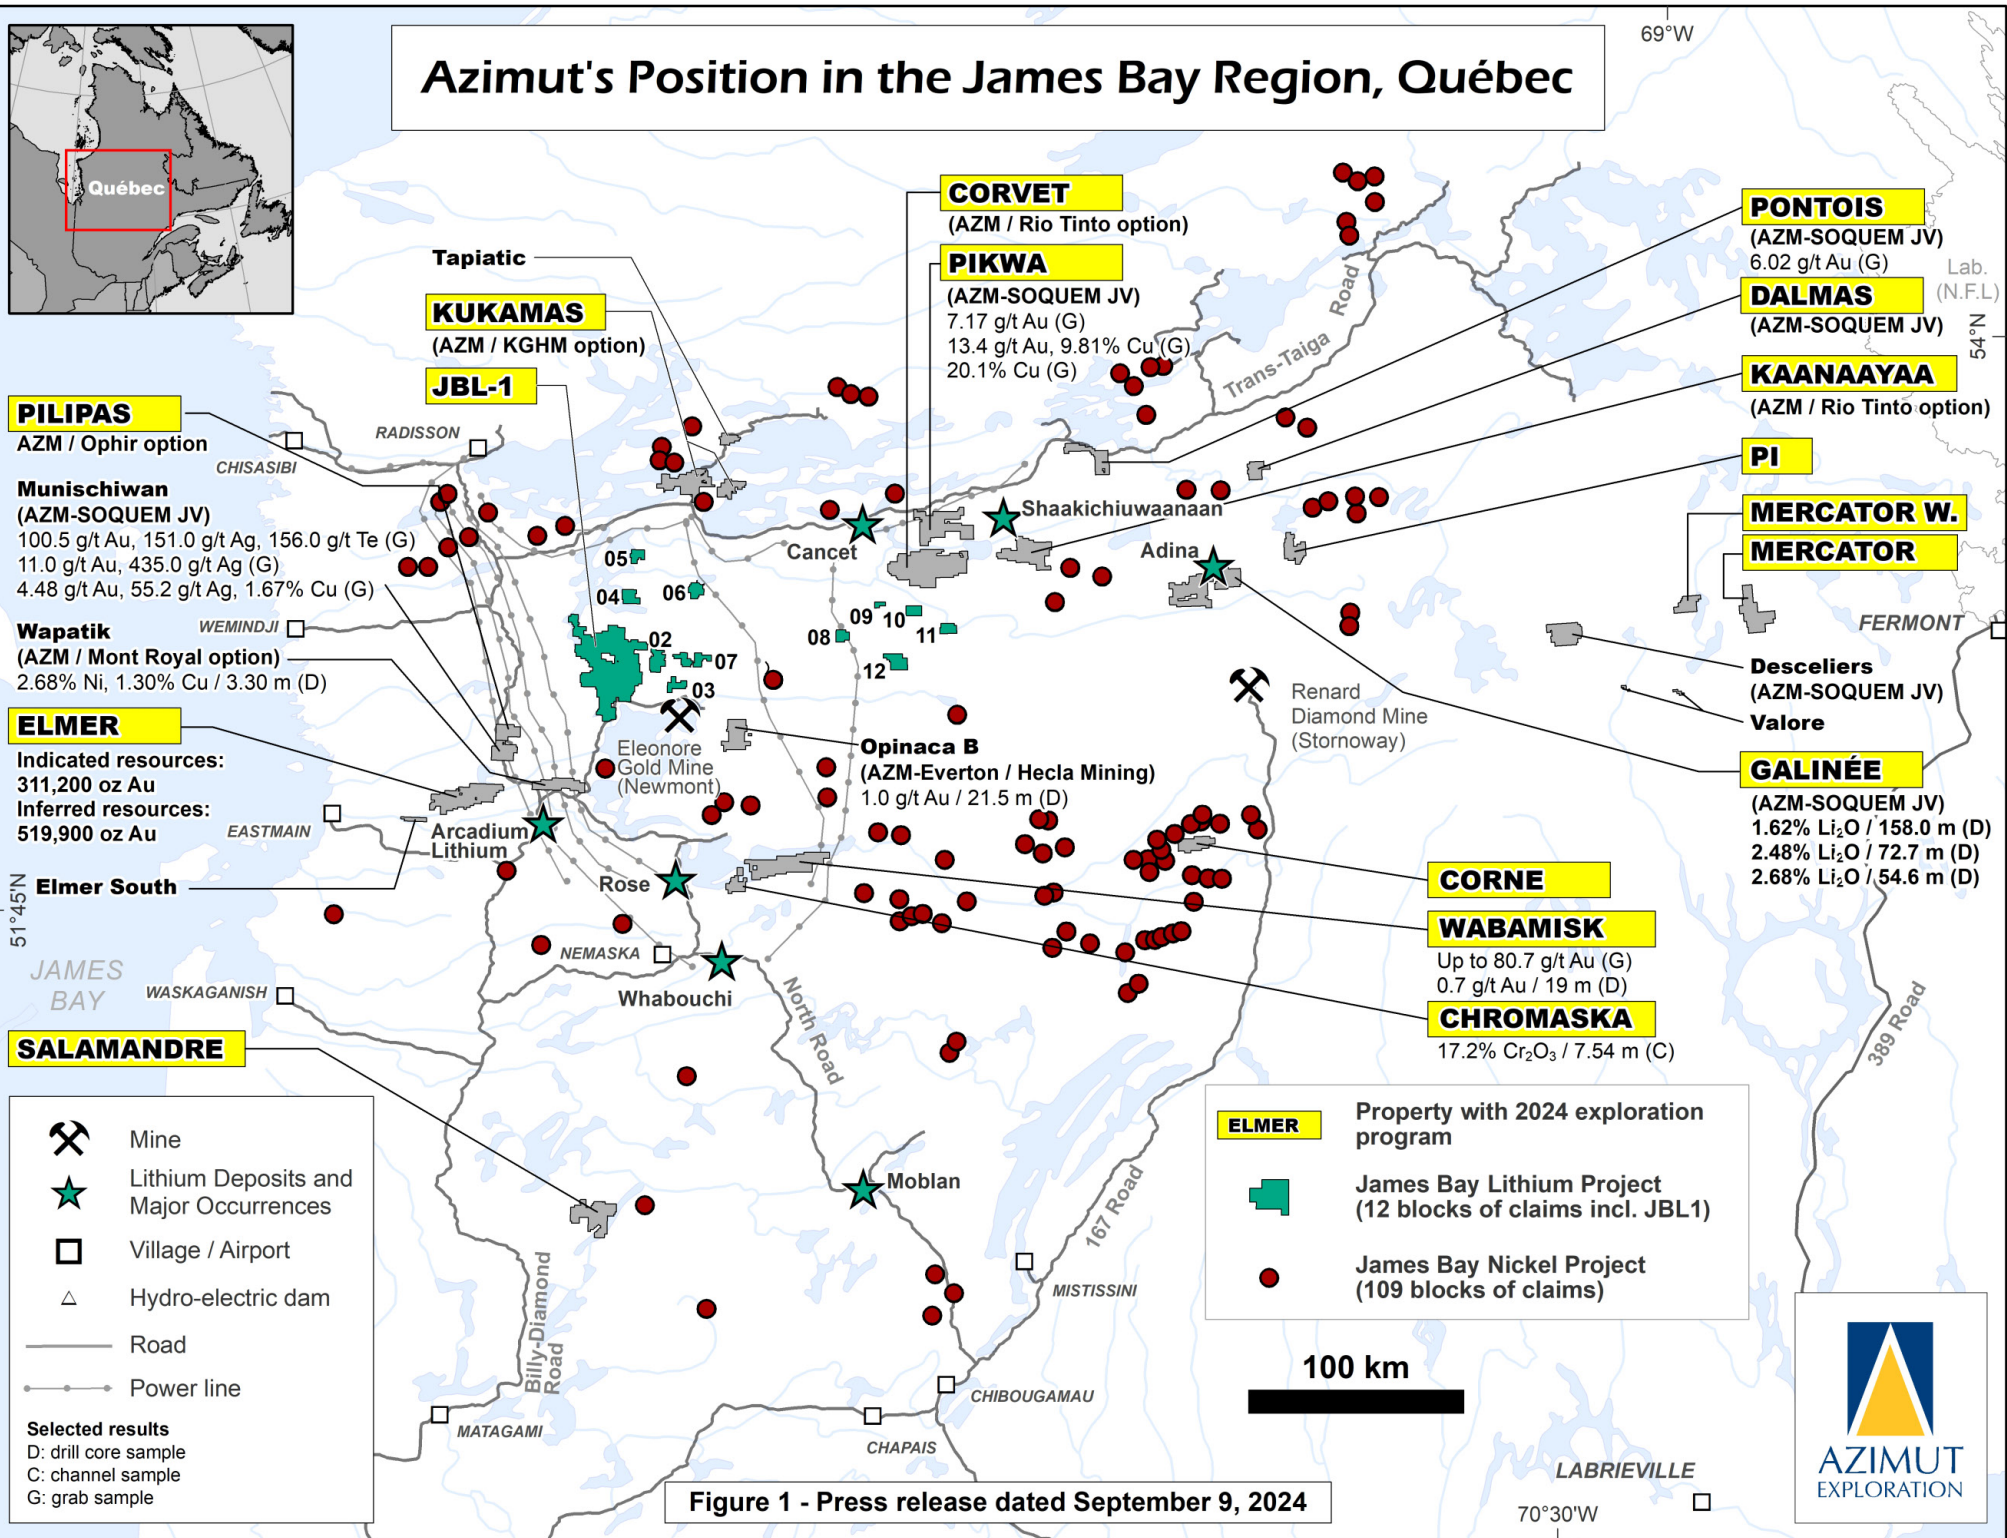 Azimut's Position in the James Bay Region, Québec
69°W
Québec
CORVET
(AZM / Rio Tinto option)
PIKWA
(AZM-SOQUEM JV)
7.17 g/t Au (G)
13.4 g/t Au, 9.81% Cu (G)
20.1% Cu (G)
Tapiatic
KUKAMAS
(AZM / KGHM option)
JBL-1
PILIPAS
AZM / Ophir option
RADISSON
CHISASIBI
Munischiwan
(AZM-SOQUEM JV)
100.5 g/t Au, 151.0 g/t Ag, 156.0 g/t Te (G)
11.0 g/t Au, 435.0 g/t Ag (G)
4.48 g/t Au, 55.2 g/t Ag, 1.67% Cu (G)
WEMINDJI
Wapatik
(AZM / Mont Royal option)
2.68% Ni, 1.30% Cu / 3.30 m (D)
ELMER
Indicated resources:
311,200 oz Au
Inferred resources:
519,900 oz Au
EASTMAIN
Elmer South
51°45'N
JAMES
BAY
WASKAGANISH
SALAMANDRE
PONTOIS
(AZM-SOQUEM JV)
6.02 g/t Au (G)
Lab.
(N.F.L)
54°N
DALMAS
(AZM-SOQUEM JV)
KAANAAYAA
(AZM / Rio Tinto option)
PI
MERCATOR W.
MERCATOR
FERMONT
Desceliers
(AZM-SOQUEM JV)
Valore
GALINÉE
(AZM-SOQUEM JV)
1.62% Li₂O / 158.0 m (D)
2.48% Li₂O / 72.7 m (D)
2.68% Li₂O / 54.6 m (D)
Trans-Taiga Road
Shaakichiuwaanaan
Cancet
Adina
05
04
06
02
07
03
08
09
10
11
12
Eleonore
Gold Mine
(Newmont)
Opinaca B
(AZM-Everton / Hecla Mining)
1.0 g/t Au / 21.5 m (D)
Renard
Diamond Mine
(Stornoway)
Arcadium
Lithium
Rose
NEMASKA
Whabouchi
North Road
CORNE
WABAMISK
Up to 80.7 g/t Au (G)
0.7 g/t Au / 19 m (D)
CHROMASKA
17.2% Cr₂O₃ / 7.54 m (C)
389 Road
Moblan
167 Road
MISTISSINI
Billy-Diamond
Road
MATAGAMI
CHIBOUGAMAU
CHAPAIS
LABRIEVILLE
70°30'W
Mine
Lithium Deposits and
Major Occurrences
Village / Airport
Hydro-electric dam
Road
Power line
Selected results
D: drill core sample
C: channel sample
G: grab sample
ELMER
Property with 2024 exploration
program
James Bay Lithium Project
(12 blocks of claims incl. JBL1)
James Bay Nickel Project
(109 blocks of claims)
100 km
Figure 1 - Press release dated September 9, 2024
AZIMUT
EXPLORATION